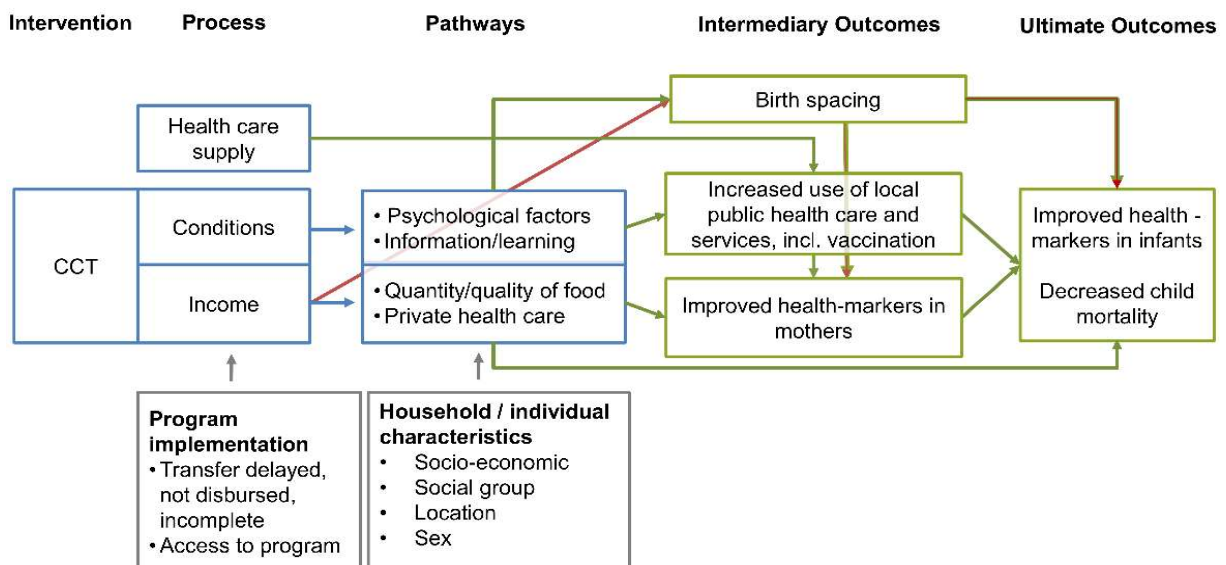 Intervention
Process
Pathways
Intermediary Outcomes
Ultimate Outcomes
Health care
supply
CCT
Conditions
Income
• Psychological factors
• Information/learning
• Quantity/quality of food
• Private health care
Birth spacing
Increased use of local
public health care and
services, incl. vaccination
Improved health-markers in
mothers
Improved health -
markers in infants
Decreased child
mortality
Program
implementation
• Transfer delayed,
not disbursed,
incomplete
• Access to program
Household / individual
characteristics
• Socio-economic
• Social group
• Location
• Sex